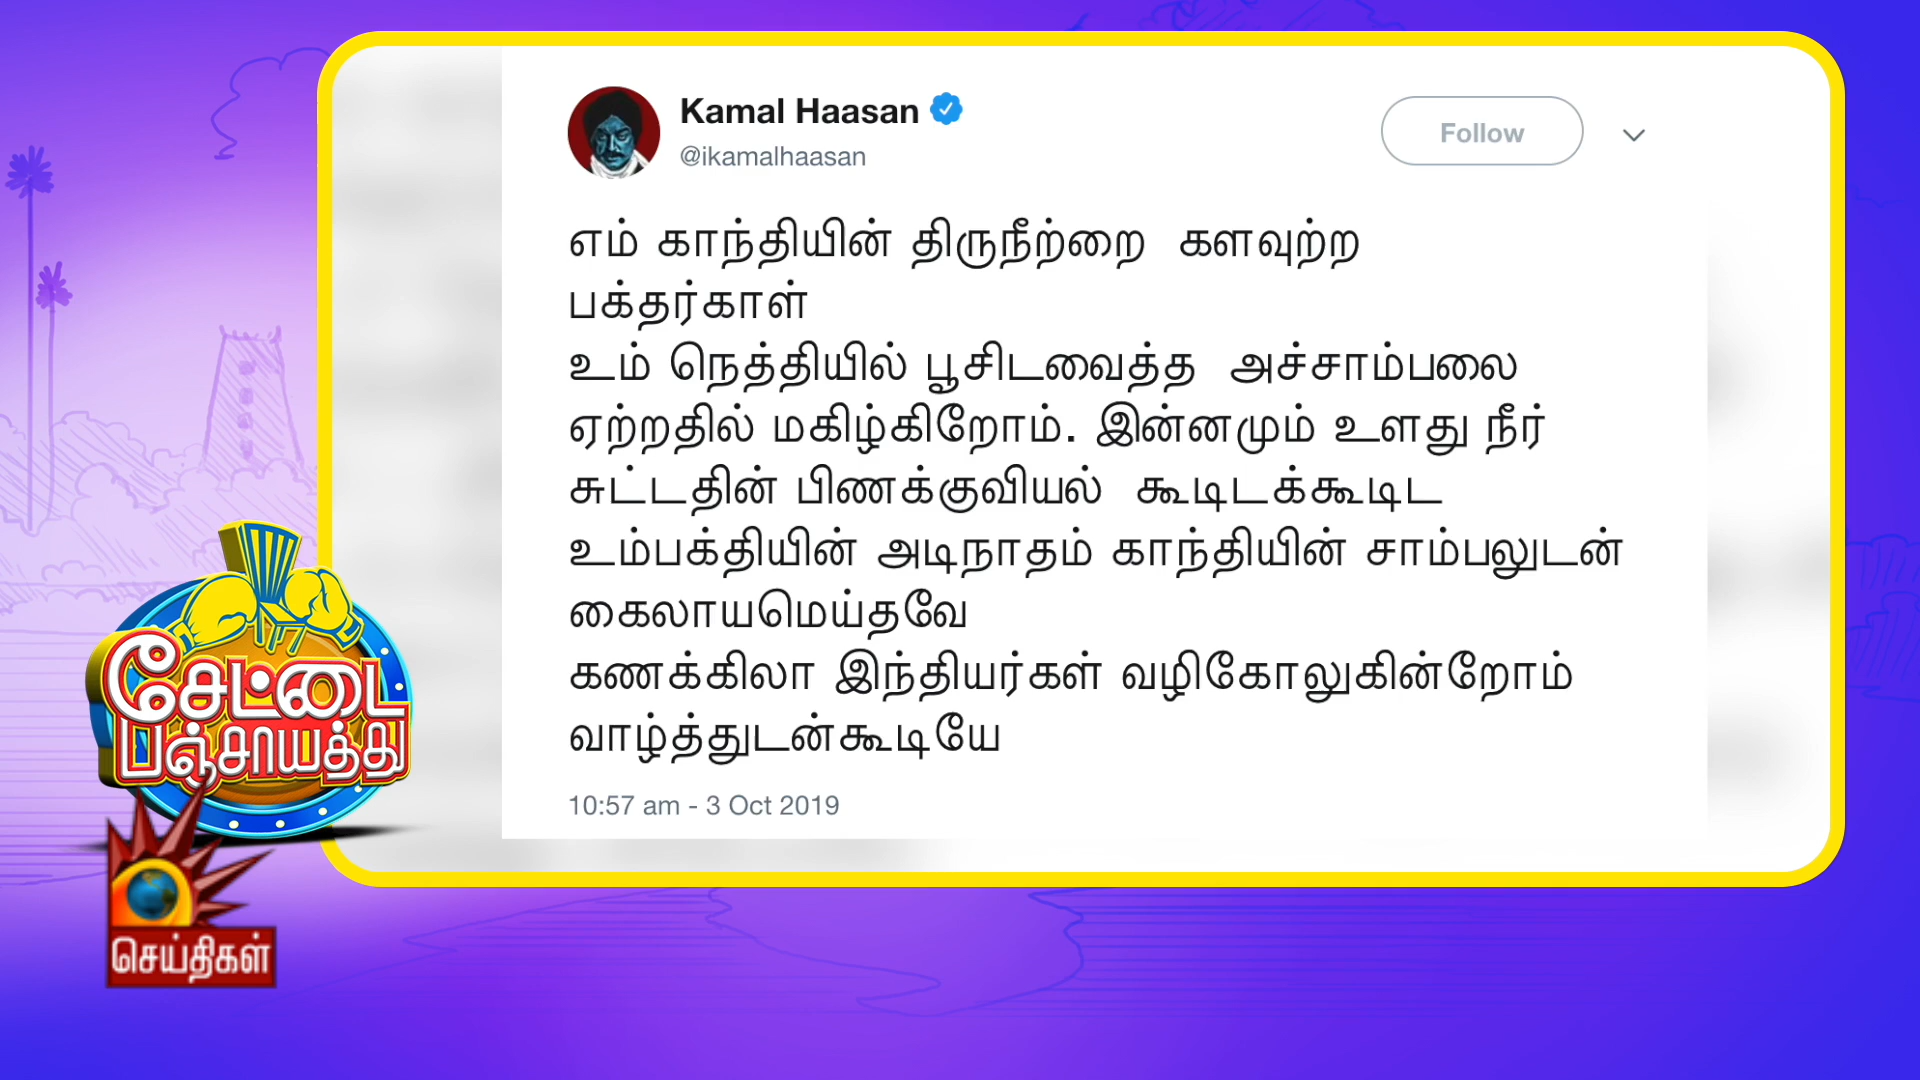 Kamal Haasan
@ikamalhaasan
Follow
எம் காந்தியின் திருநீற்றை களவுற்ற
பக்தர்காள்
உம் நெத்தியில் பூசிடவைத்த அச்சாம்பலை
ஏற்றதில் மகிழ்கிறோம். இன்னமும் உளது நீர்
சுட்டதின் பிணக்குவியல் கூடிடக்கூடிட
உம்பக்தியின் அடிநாதம் காந்தியின் சாம்பலுடன்
கைலாயமெய்தவே
கணக்கிலா இந்தியர்கள் வழிகோலுகின்றோம்
வாழ்த்துடன்கூடியே
10:57 am - 3 Oct 2019
சேட்டை
பஞ்சாயத்து
செய்திகள்